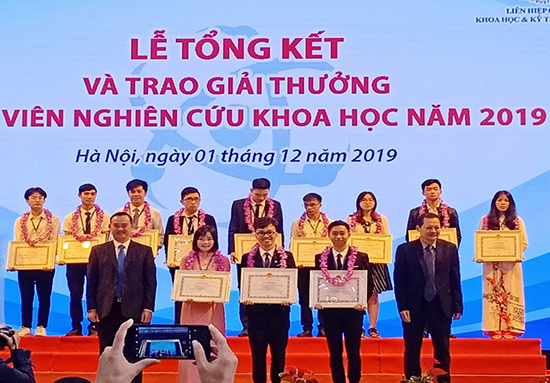 LIÊN HIỆP
KHOA HỌC & KỸ T
LỄ TỔNG KẾT
VÀ TRAO GIẢI THƯỞNG
VIÊN NGHIÊN CỨU KHOA HỌC NĂM 2019
Hà Nội, ngày 01 tháng 12 năm 2019